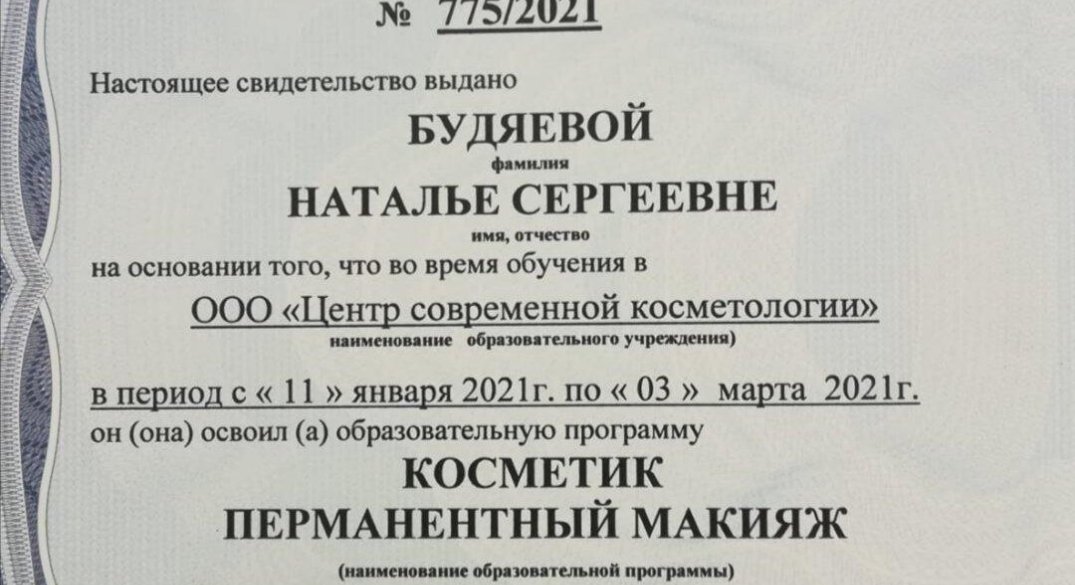 № 775/2021
Настоящее свидетельство выдано
БУДЯЕВОЙ
фамилия
НАТАЛЬЕ СЕРГЕЕВНЕ
имя, отчество
на основании того, что во время обучения в
ООО «Центр современной косметологии»
наименование образовательного учреждения)
в период с « 11 » января 2021г. по « 03 » марта 2021г.
он (она) освоил (а) образовательную программу
КОСМЕТИК
ПЕРМАНЕНТНЫЙ МАКИЯЖ
(наименование образовательной программы)